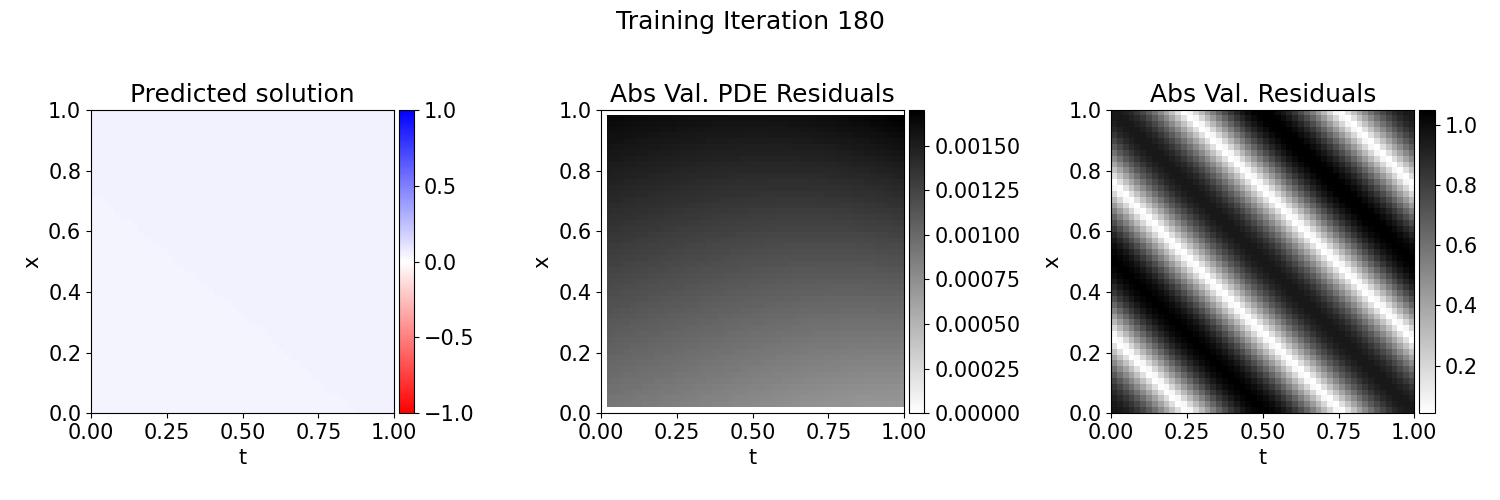 Training Iteration 180
Predicted solution
1.0
0.8
0.6
0.4
0.2
0.0
x
0.00 0.25 0.50 0.75 1.00
t
1.0
0.5
0.0
−0.5
−1.0
Abs Val. PDE Residuals
1.0
0.8
0.6
0.4
0.2
0.0
x
0.00 0.25 0.50 0.75 1.00
t
0.00150
0.00125
0.00100
0.00075
0.00050
0.00025
0.00000
Abs Val. Residuals
1.0
0.8
0.6
0.4
0.2
0.0
x
0.00 0.25 0.50 0.75 1.00
t
1.0
0.8
0.6
0.4
0.2